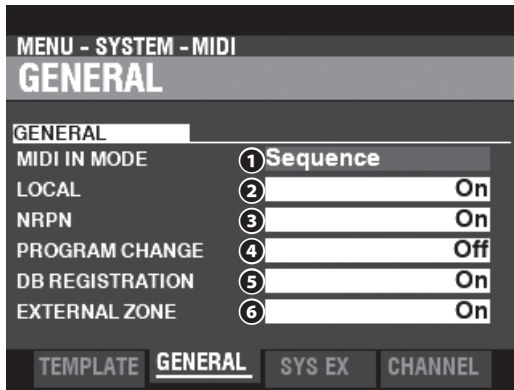 MENU - SYSTEM - MIDI
GENERAL
GENERAL
MIDI IN MODE ❶ Sequence
LOCAL ② On
NRPN ③ On
PROGRAM CHANGE ④ Off
DB REGISTRATION ⑤ On
EXTERNAL ZONE ⑥ On
TEMPLATE GENERAL SYS EX CHANNEL